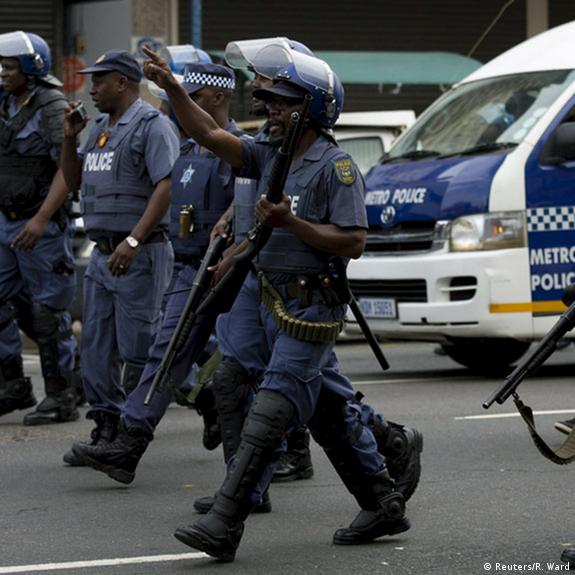 POLICE
METRO POLICE
METRO
POLIC
© Reuters/R. Ward